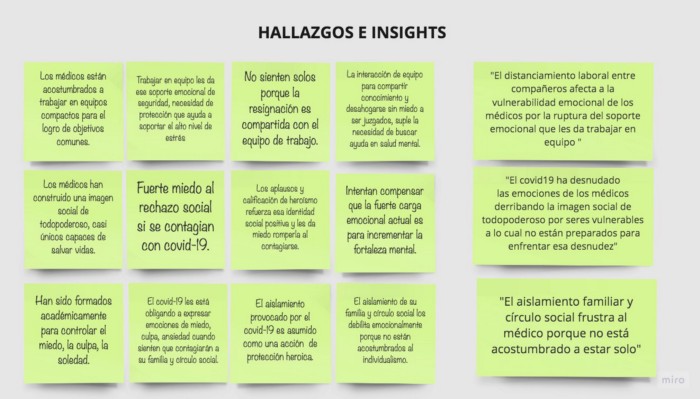 HALLAZGOS E INSIGHTS
Los médicos están
acostumbrados a
trabajar en equipos
compactos para el
logro de objetivos
comunes.
Trabajar en equipo les da
ese soporte emocional de
seguridad, necesidad de
protección que ayuda a
soportar el alto nivel de
estrés
No sienten solos
porque la
resignación es
compartida con el
equipo de trabajo.
La interacción de equipo
para compartir
conocimiento y
desahogarse sin miedo a
ser juzgados, suple la
necesidad de buscar
ayuda en salud mental.
"El distanciamiento laboral entre
compañeros afecta a la
vulnerabilidad emocional de los
médicos por la ruptura del soporte
emocional que les da trabajar en
equipo "
Los médicos han
construido una imagen
social de
todopoderoso, casi
únicos capaces de
salvar vidas.
Fuerte miedo al
rechazo social
si se contagian
con covid-19.
Los aplausos y
calificación de heroísmo
refuerza esa identidad
social positiva y les da
miedo romperla al
contagiarse.
Intentan compensar
que la fuerte carga
emocional actual es
para incrementar la
fortaleza mental.
"El covid19 ha desnudado
las emociones de los médicos
derribando la imagen social de
todopoderoso por seres vulnerables
a lo cual no están preparados para
enfrentar esa desnudez"
Han sido formados
académicamente
para controlar el
miedo, la culpa, la
soledad.
El covid-19 les está
obligando a expresar
emociones de miedo,
culpa, ansiedad cuando
sienten que contagiarán a
su familia y círculo social.
El aislamiento
provocado por el
covid-19 es asumido
como una acción de
protección heroica.
El aislamiento de su
familia y círculo social los
debilita emocionalmente
porque no están
acostumbrados al
individualismo.
"El aislamiento familiar y
círculo social frustra al
médico porque no está
acostumbrado a estar solo"
miro